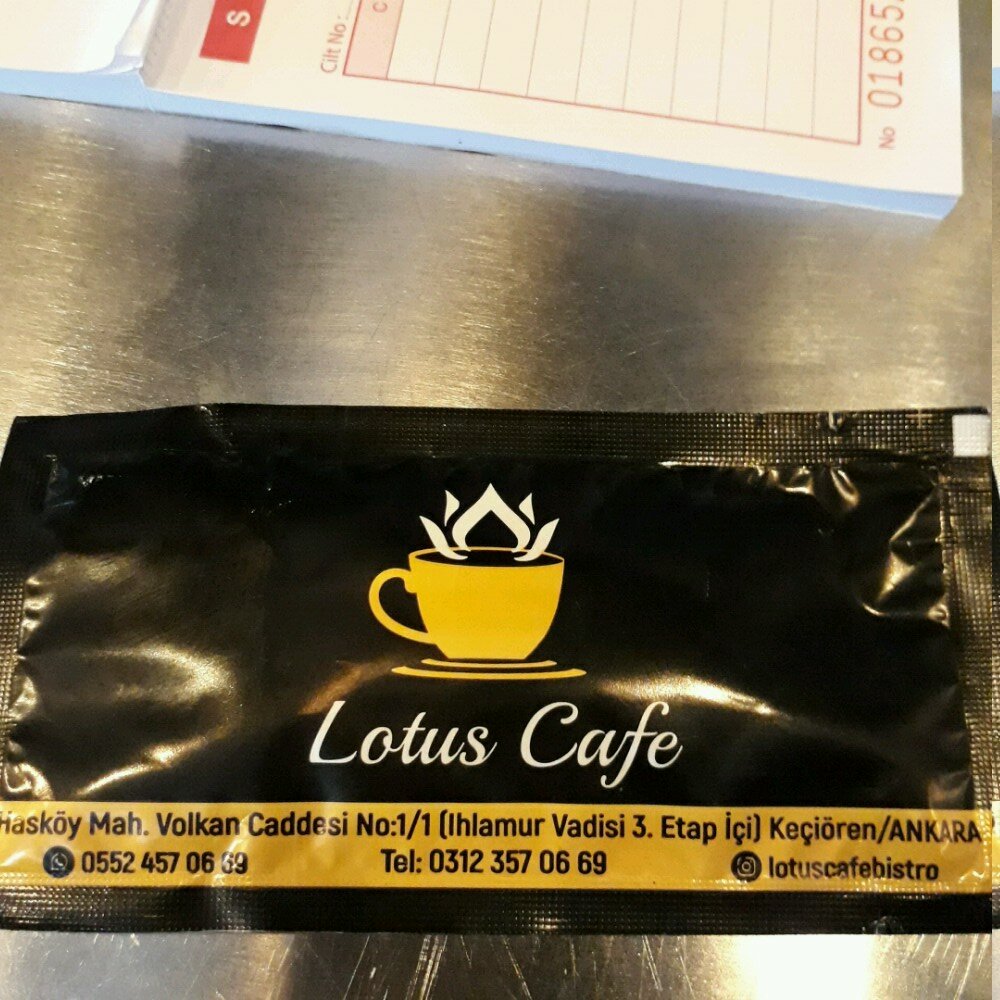 S
Cilt No:
C
No 01865
Lotus Cafe
Hasköy Mah. Volkan Caddesi No:1/1 (Ihlamur Vadisi 3. Etap İçi) Keçiören/ANKARA
0552 457 06 69
Tel: 0312 357 06 69
lotuscafebistro